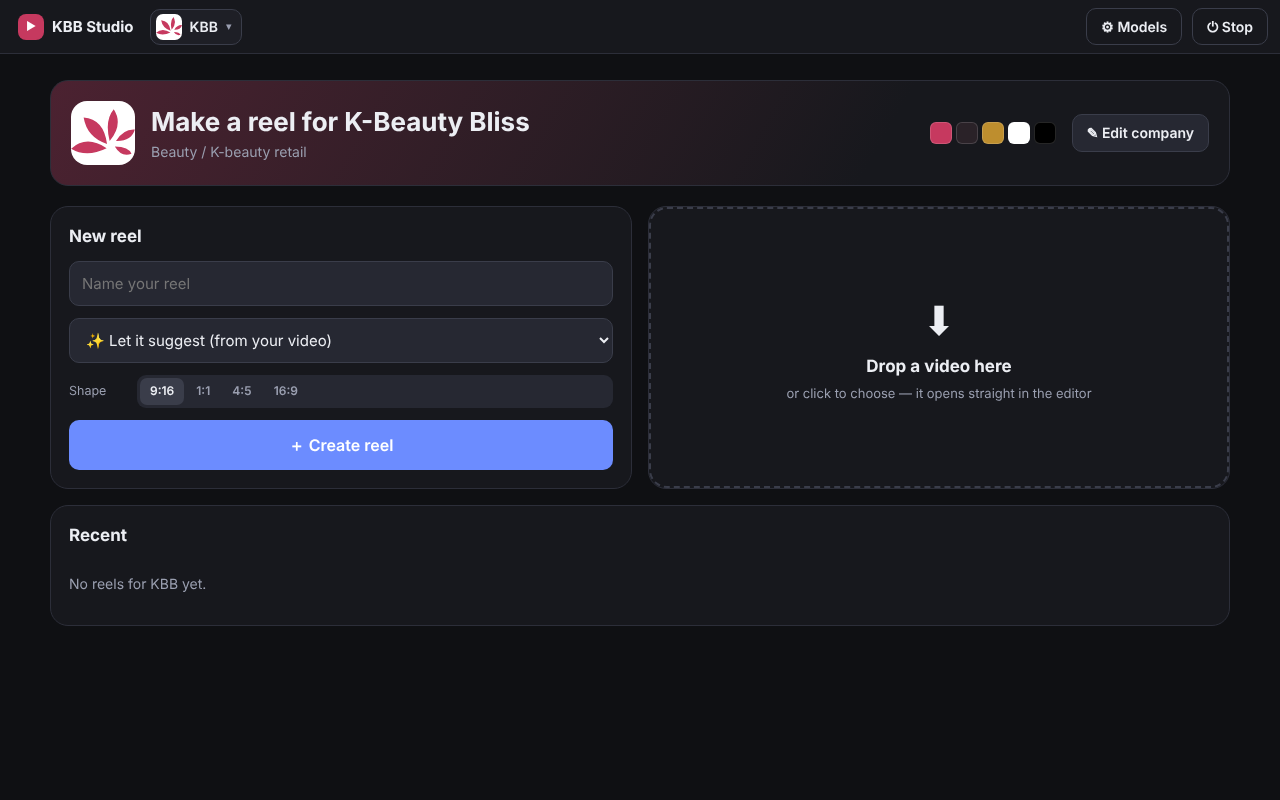 KBB Studio
KBB
Models
Stop
Make a reel for K-Beauty Bliss
Beauty / K-beauty retail
Edit company
New reel
Name your reel
✨ Let it suggest (from your video)
Shape 9:16 1:1 4:5 16:9
+ Create reel
Drop a video here
or click to choose — it opens straight in the editor
Recent
No reels for KBB yet.